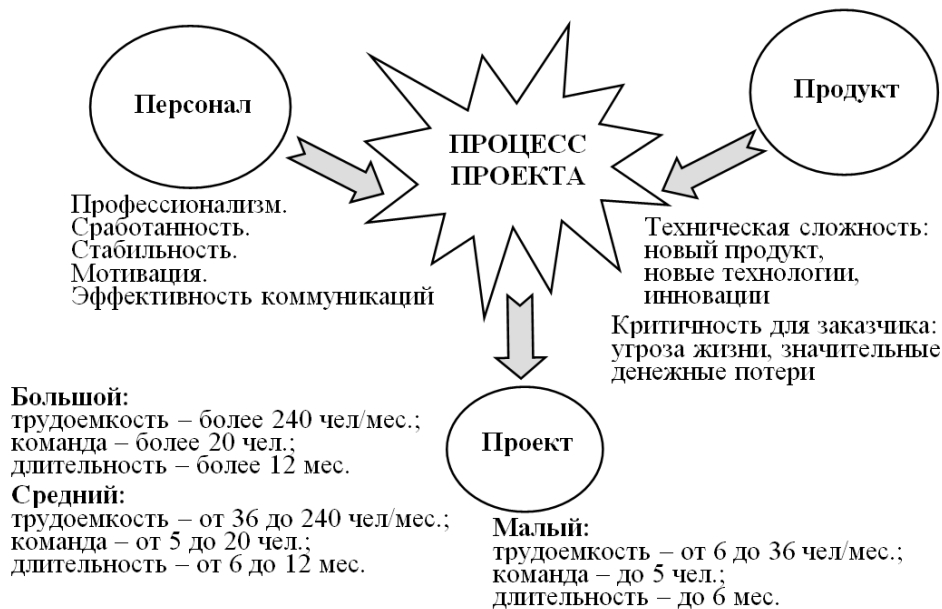 Персонал
ПРОЦЕСС
ПРОЕКТА
Продукт
Профессионализм.
Сработанность.
Стабильность.
Мотивация.
Эффективность коммуникаций
Техническая сложность:
новый продукт,
новые технологии,
инновации
Критичность для заказчика:
угроза жизни, значительные
денежные потери
Большой:
трудоемкость – более 240 чел/мес.;
команда – более 20 чел.;
длительность – более 12 мес.
Средний:
трудоемкость – от 36 до 240 чел/мес.;
команда – от 5 до 20 чел.;
длительность – от 6 до 12 мес.
Проект
Малый:
трудоемкость – от 6 до 36 чел/мес.;
команда – до 5 чел.;
длительность – до 6 мес.